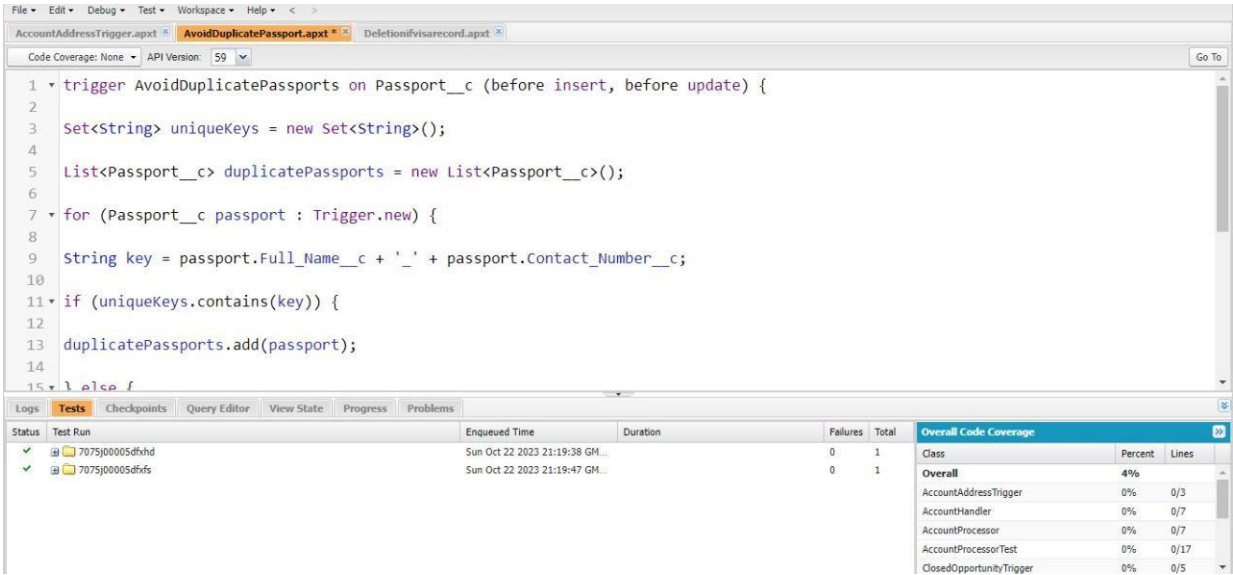 File Edit Debug Test Workspace Help < >
AccountAddressTrigger.apxt AvoidDuplicatePassport.apxt * Deletionifvisarecord.apxt
Code Coverage: None API Version: 59 Go To
1 trigger AvoidDuplicatePassports on Passport__c (before insert, before update) {
2
3 Set<String> uniqueKeys = new Set<String>();
4
5 List<Passport__c> duplicatePassports = new List<Passport__c>();
6
7 for (Passport__c passport : Trigger.new) {
8
9 String key = passport.Full_Name__c + '_' + passport.Contact_Number__c;
10
11 if (uniqueKeys.contains(key)) {
12
13 duplicatePassports.add(passport);
14
15 } else {
Logs Tests Checkpoints Query Editor View State Progress Problems
Status Test Run Enqueued Time Duration Failures Total Overall Code Coverage
7075j00005dfxhd Sun Oct 22 2023 21:19:38 GM... 0 1
7075j00005dfxfs Sun Oct 22 2023 21:19:47 GM... 0 1
Class Percent Lines
Overall 4%
AccountAddressTrigger 0% 0/3
AccountHandler 0% 0/7
AccountProcessor 0% 0/7
AccountProcessorTest 0% 0/17
ClosedOpportunityTrigger 0% 0/5